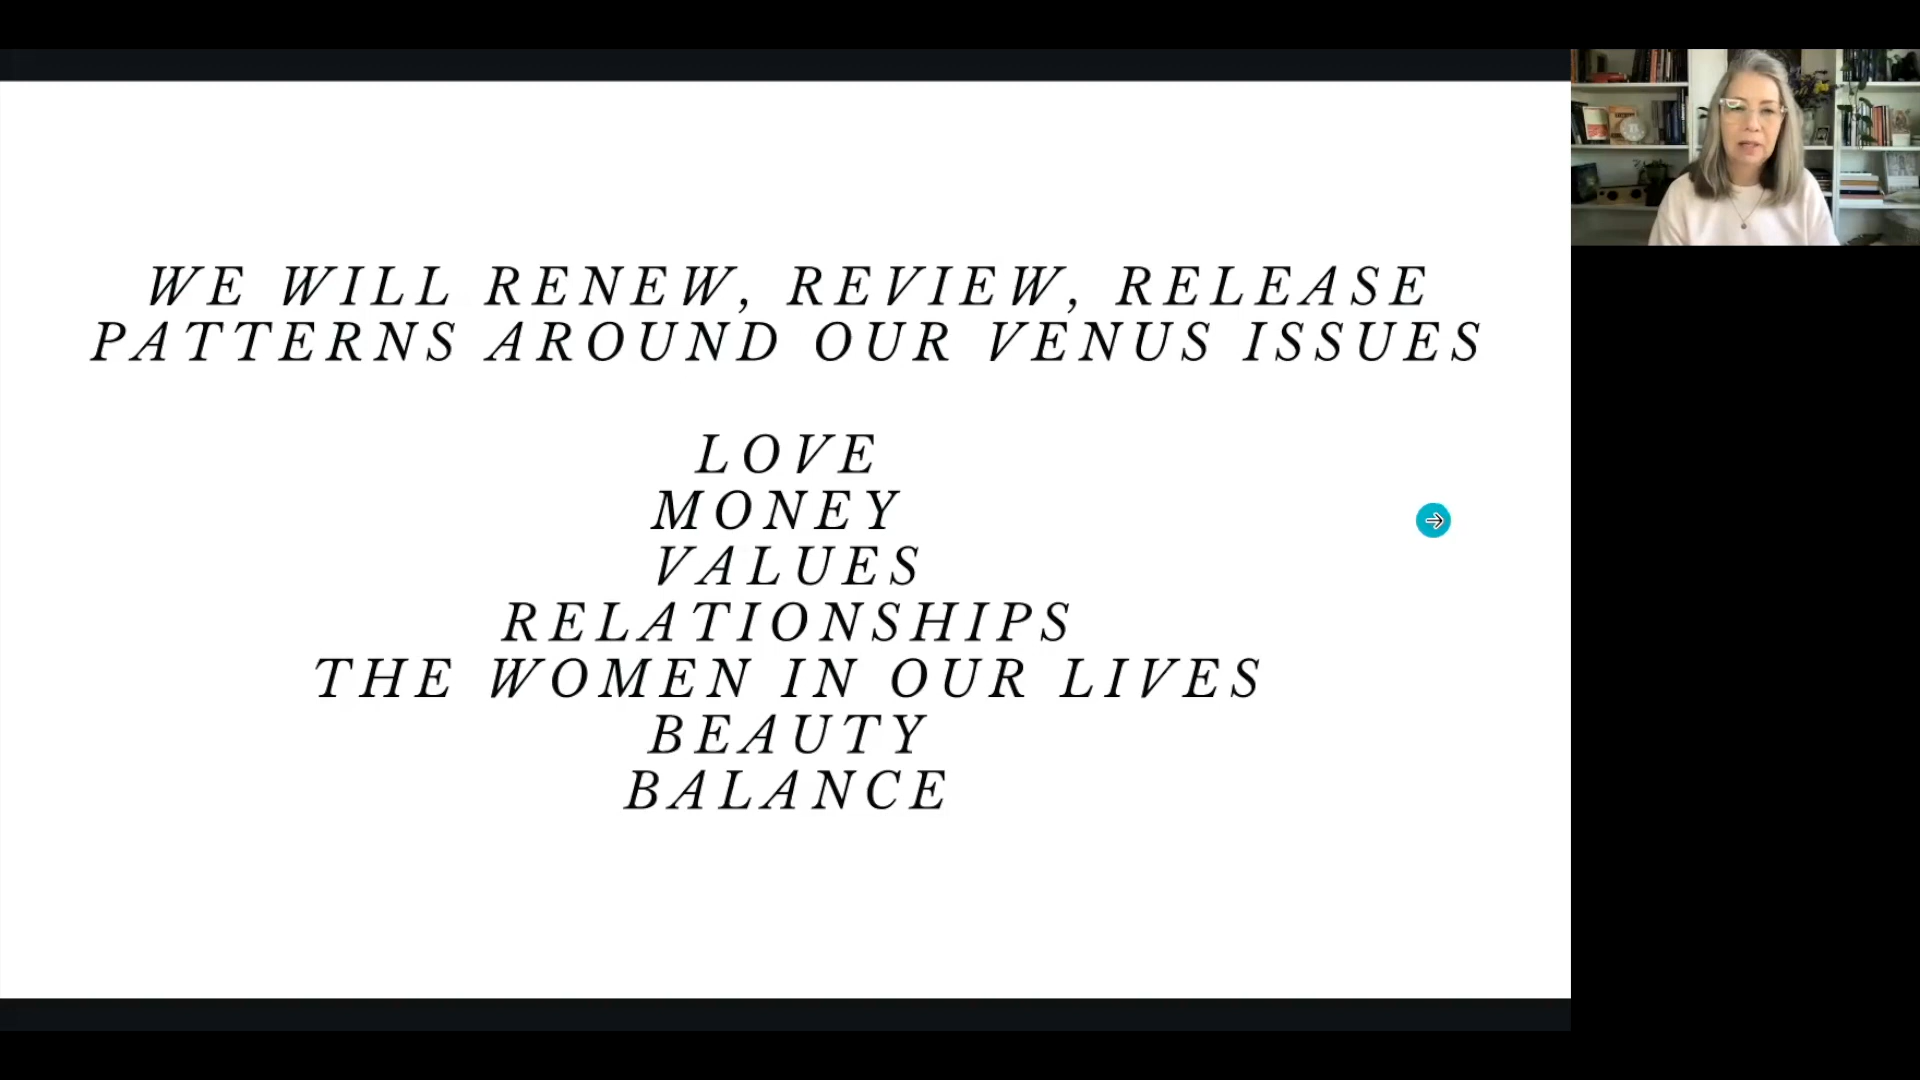 WE WILL RENEW, REVIEW, RELEASE
PATTERNS AROUND OUR VENUS ISSUES
LOVE
MONEY
VALUES
RELATIONSHIPS
THE WOMEN IN OUR LIVES
BEAUTY
BALANCE